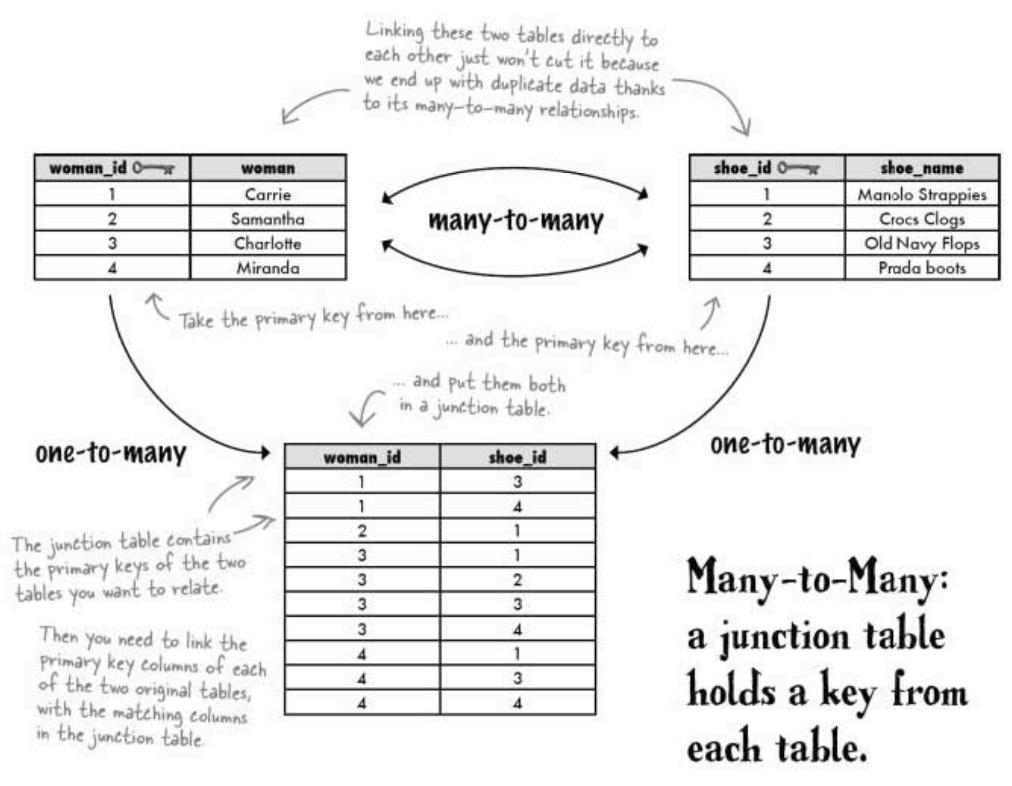 Linking these two tables directly to
each other just won't cut it because
we end up with duplicate data thanks
to its many-to-many relationships.
woman_id woman
1 Carrie
2 Samantha
3 Charlotte
4 Miranda
many-to-many
shoe_id shoe_name
1 Manolo Strappies
2 Crocs Clogs
3 Old Navy Flops
4 Prada boots
Take the primary key from here...
... and the primary key from here...
... and put them both
in a junction table.
one-to-many
one-to-many
woman_id shoe_id
1 3
1 4
2 1
3 1
3 2
3 3
3 4
4 1
4 3
4 4
The junction table contains
the primary keys of the two
tables you want to relate.
Then you need to link the
primary key columns of each
of the two original tables,
with the matching columns
in the junction table.
Many-to-Many:
a junction table
holds a key from
each table.